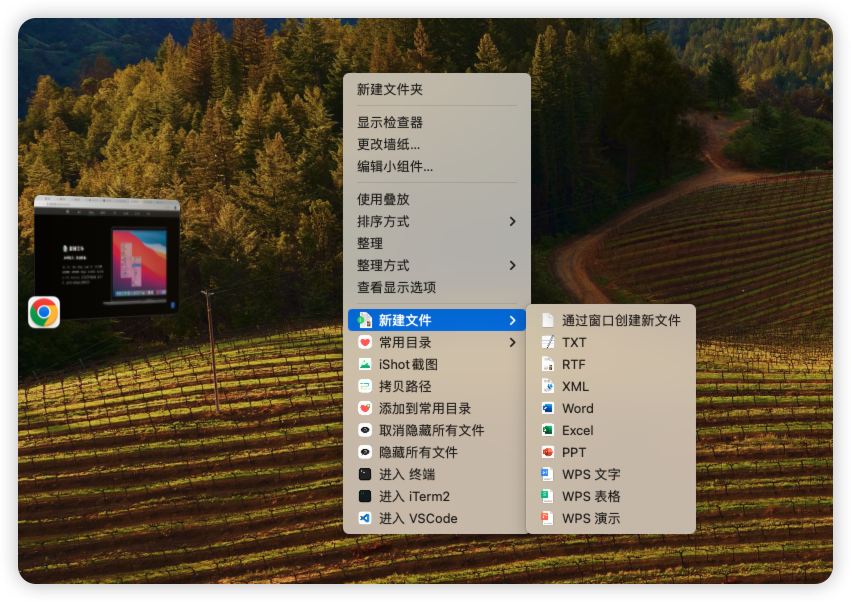 新建文件夹
显示检查器
更改墙纸...
编辑小组件...
使用叠放
排序方式
整理
整理方式
查看显示选项
新建文件
常用目录
iShot截图
拷贝路径
添加到常用目录
取消隐藏所有文件
隐藏所有文件
进入 终端
进入 iTerm2
进入 VSCode
通过窗口创建新文件
TXT
RTF
XML
Word
Excel
PPT
WPS 文字
WPS 表格
WPS 演示